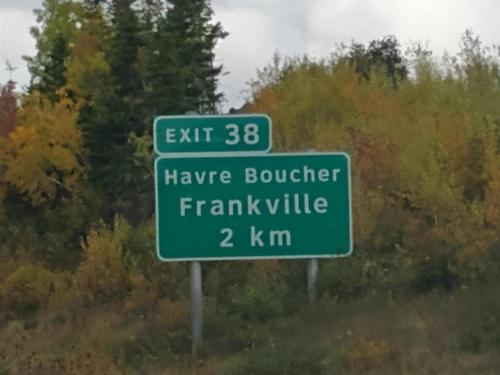 EXIT 38
Havre Boucher
Frankville
2 km